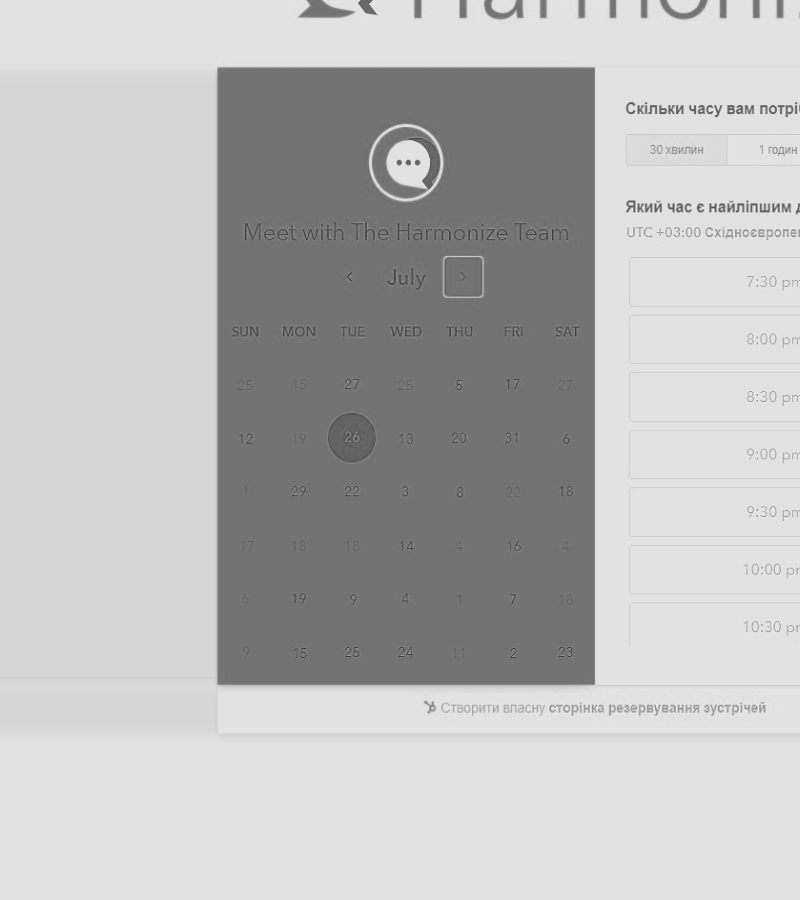 Harmoniz
Meet with The Harmonize Team
July
SUN MON TUE WED THU FRI SAT
25 15 27 25 5 17 27
12 19 26 13 20 31 6
1 29 22 3 8 22 18
17 18 18 14 4 16 4
6 19 9 4 1 7 18
9 15 25 24 11 2 23
Скільки часу вам потрі
30 хвилин 1 годин
Який час є найліпшим
UTC +03:00 Східноєвропе
7:30 pm
8:00 pm
8:30 pm
9:00 pm
9:30 pm
10:00 pr
10:30 pm
Створити власну сторінка резервування зустрічей